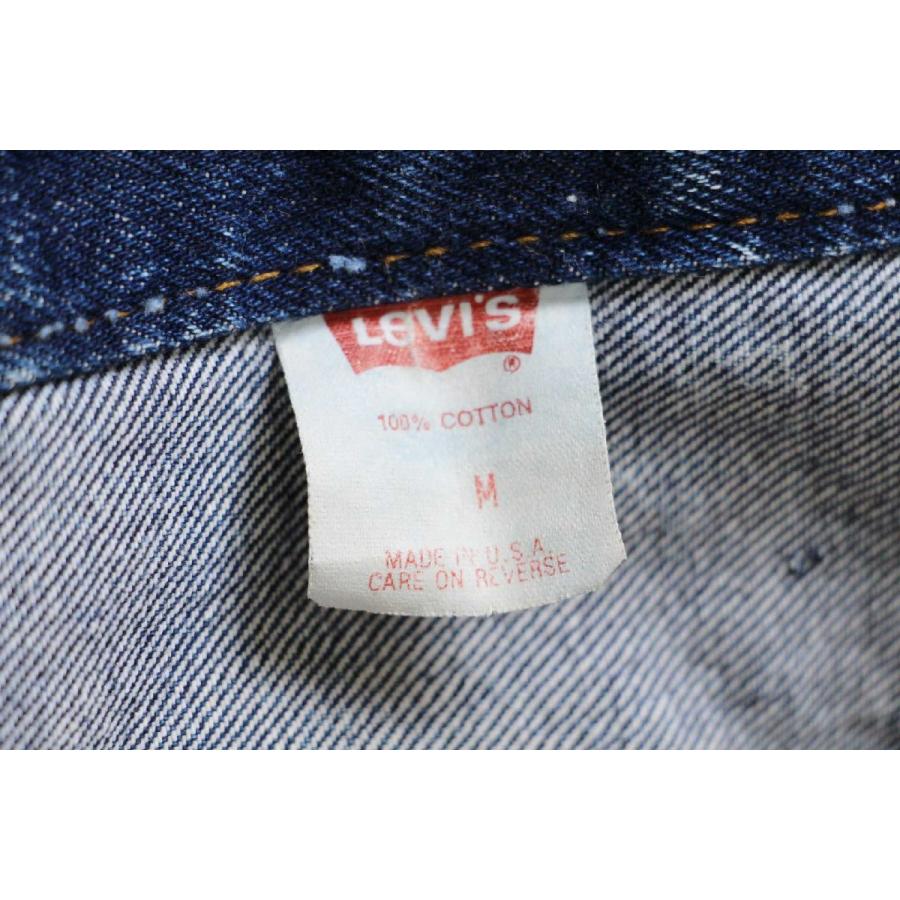 LEVI'S
®
100% COTTON
M
MADE IN U.S.A.
CARE ON REVERSE